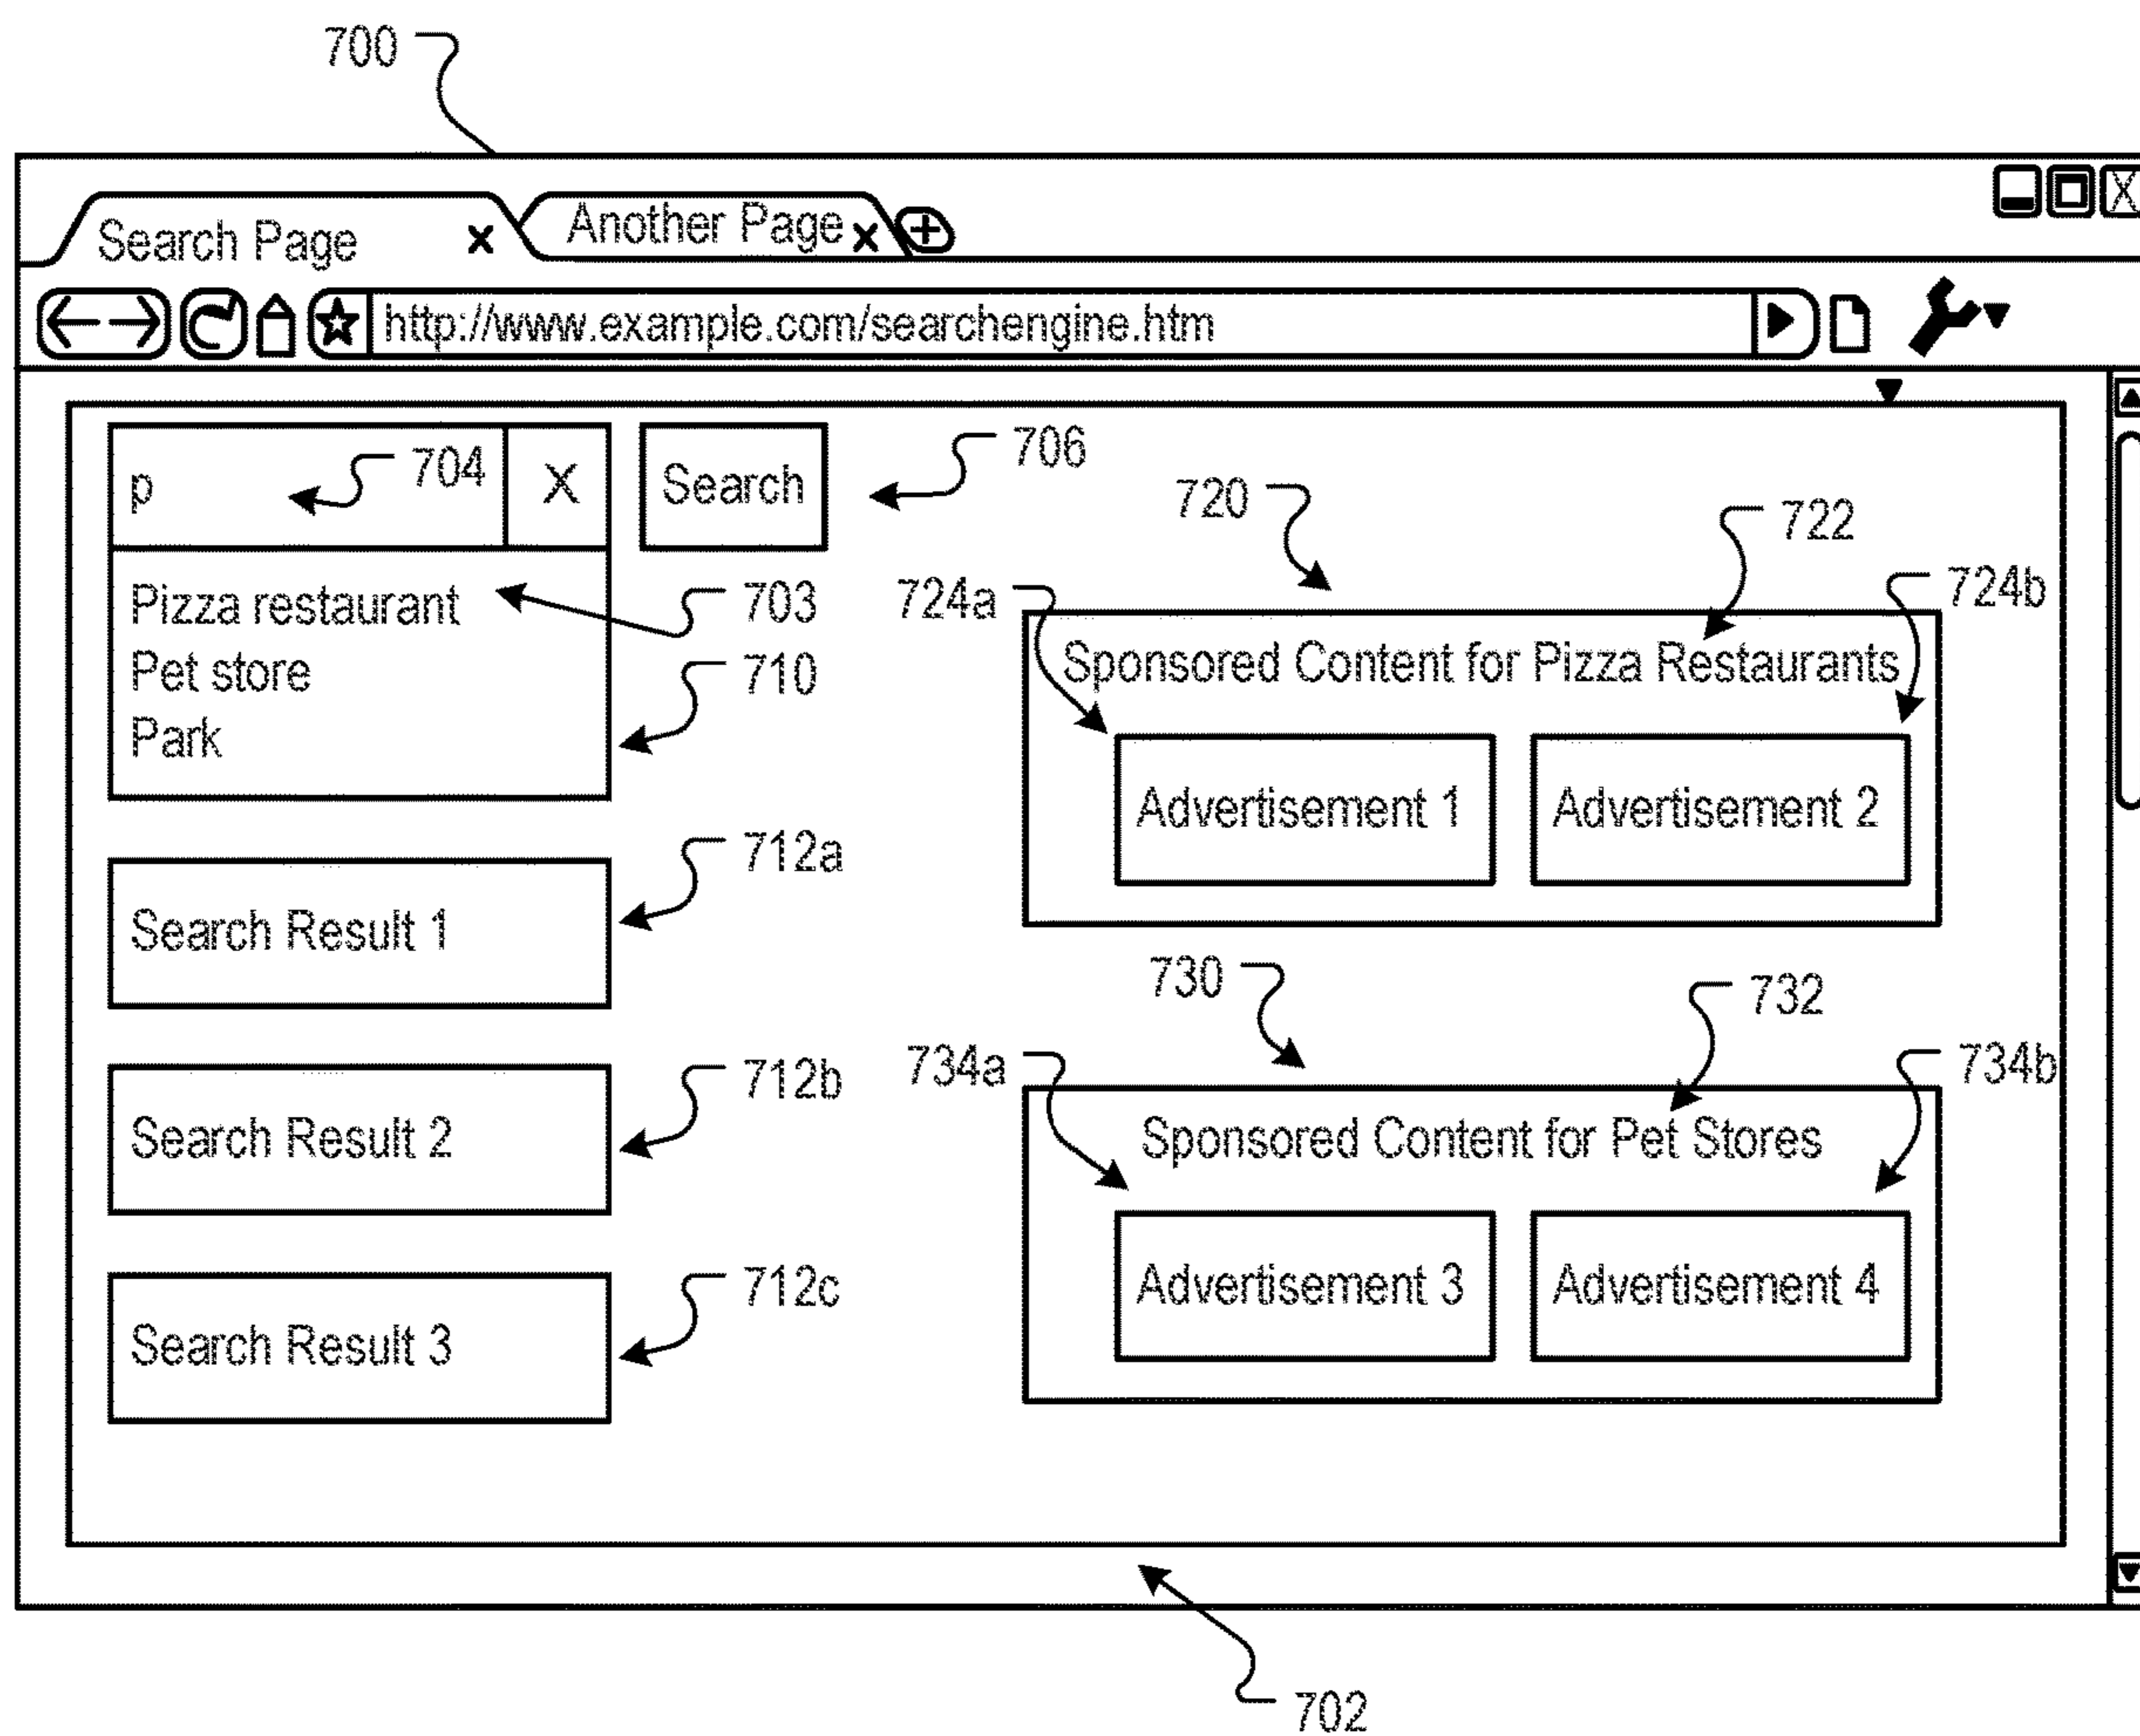 700
X
Search Page x Another Page x
http://www.example.com/searchengine.htm
p 704 X Search 706
Pizza restaurant 703
Pet store 710
Park
712a
Search Result 1
712b
Search Result 2
712c
Search Result 3
720
722
724a
724b
Sponsored Content for Pizza Restaurants
Advertisement 1 Advertisement 2
730
732
734a
734b
Sponsored Content for Pet Stores
Advertisement 3 Advertisement 4
702